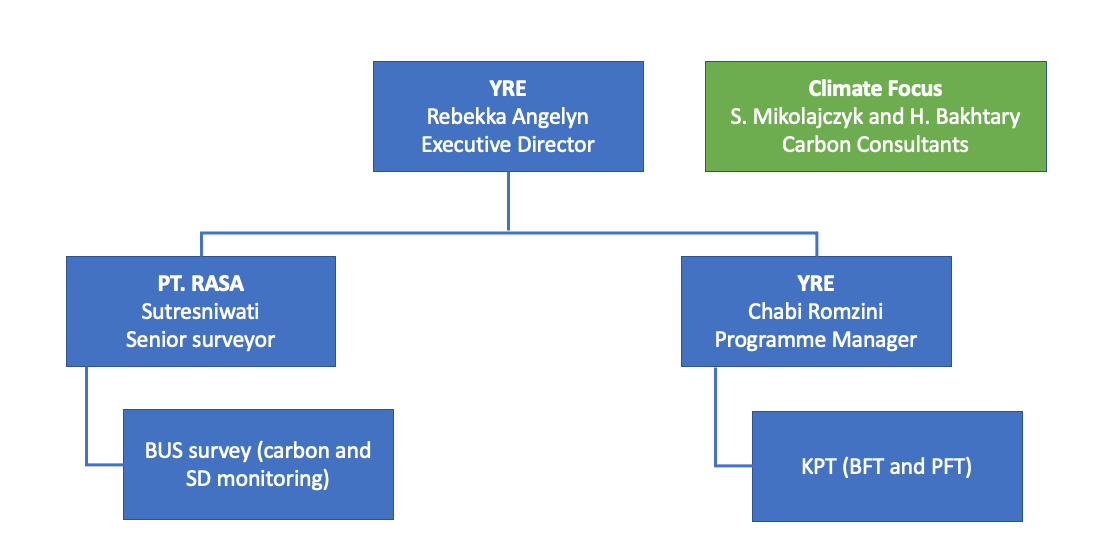 YRE
Rebekka Angelyn
Executive Director
Climate Focus
S. Mikolajczyk and H. Bakhtary
Carbon Consultants
PT. RASA
Sutresniwati
Senior surveyor
YRE
Chabi Romzini
Programme Manager
BUS survey (carbon and
SD monitoring)
KPT (BFT and PFT)